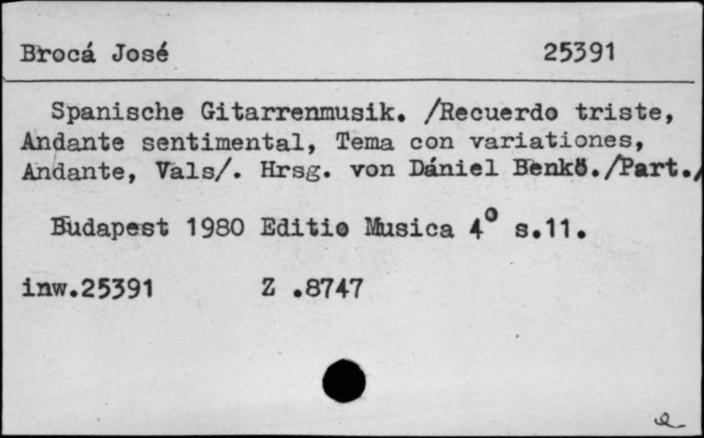 Brocá José 25391
Spanische Gitarrenmusik. /Recuerdo triste,
Andante sentimental, Tema con variationes,
Andante, Vals/. Hrsg. von Dániel Benkö./Part./
Budapest 1980 Editio Musica 4° s.11.
inw.25391 Z .8747